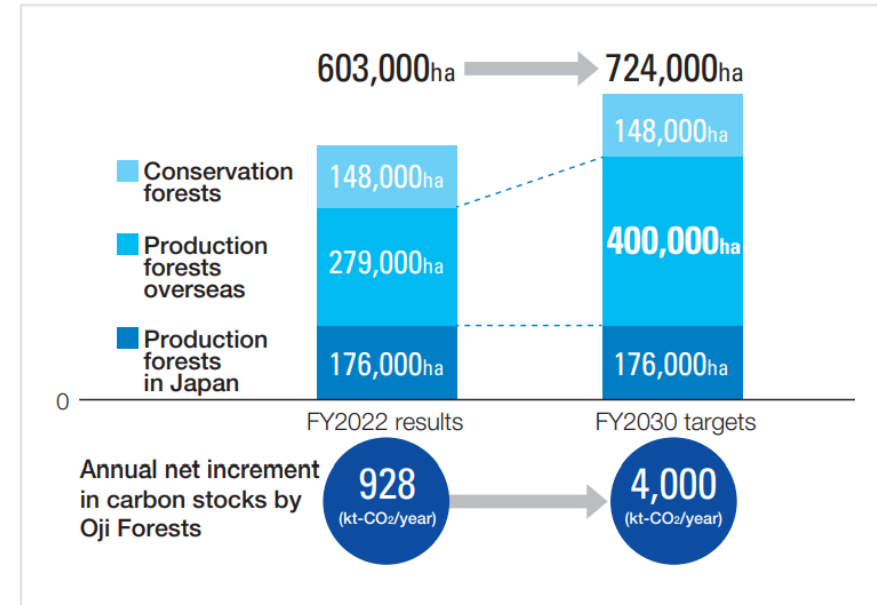 603,000ha
724,000ha
Conservation
forests
Production
forests
overseas
Production
forests
in Japan
148,000ha
279,000ha
176,000ha
148,000ha
400,000ha
176,000ha
0
FY2022 results
FY2030 targets
Annual net increment
in carbon stocks by
Oji Forests
928
(kt-CO₂/year)
4,000
(kt-CO₂/year)